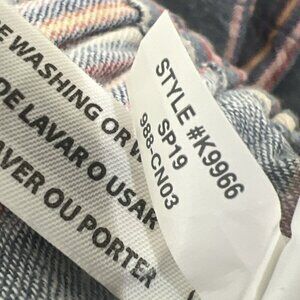 E WASHING OR W
DE LAVAR O USAR
AVER OU PORTER
STYLE #K9966
SP19
988-CN03